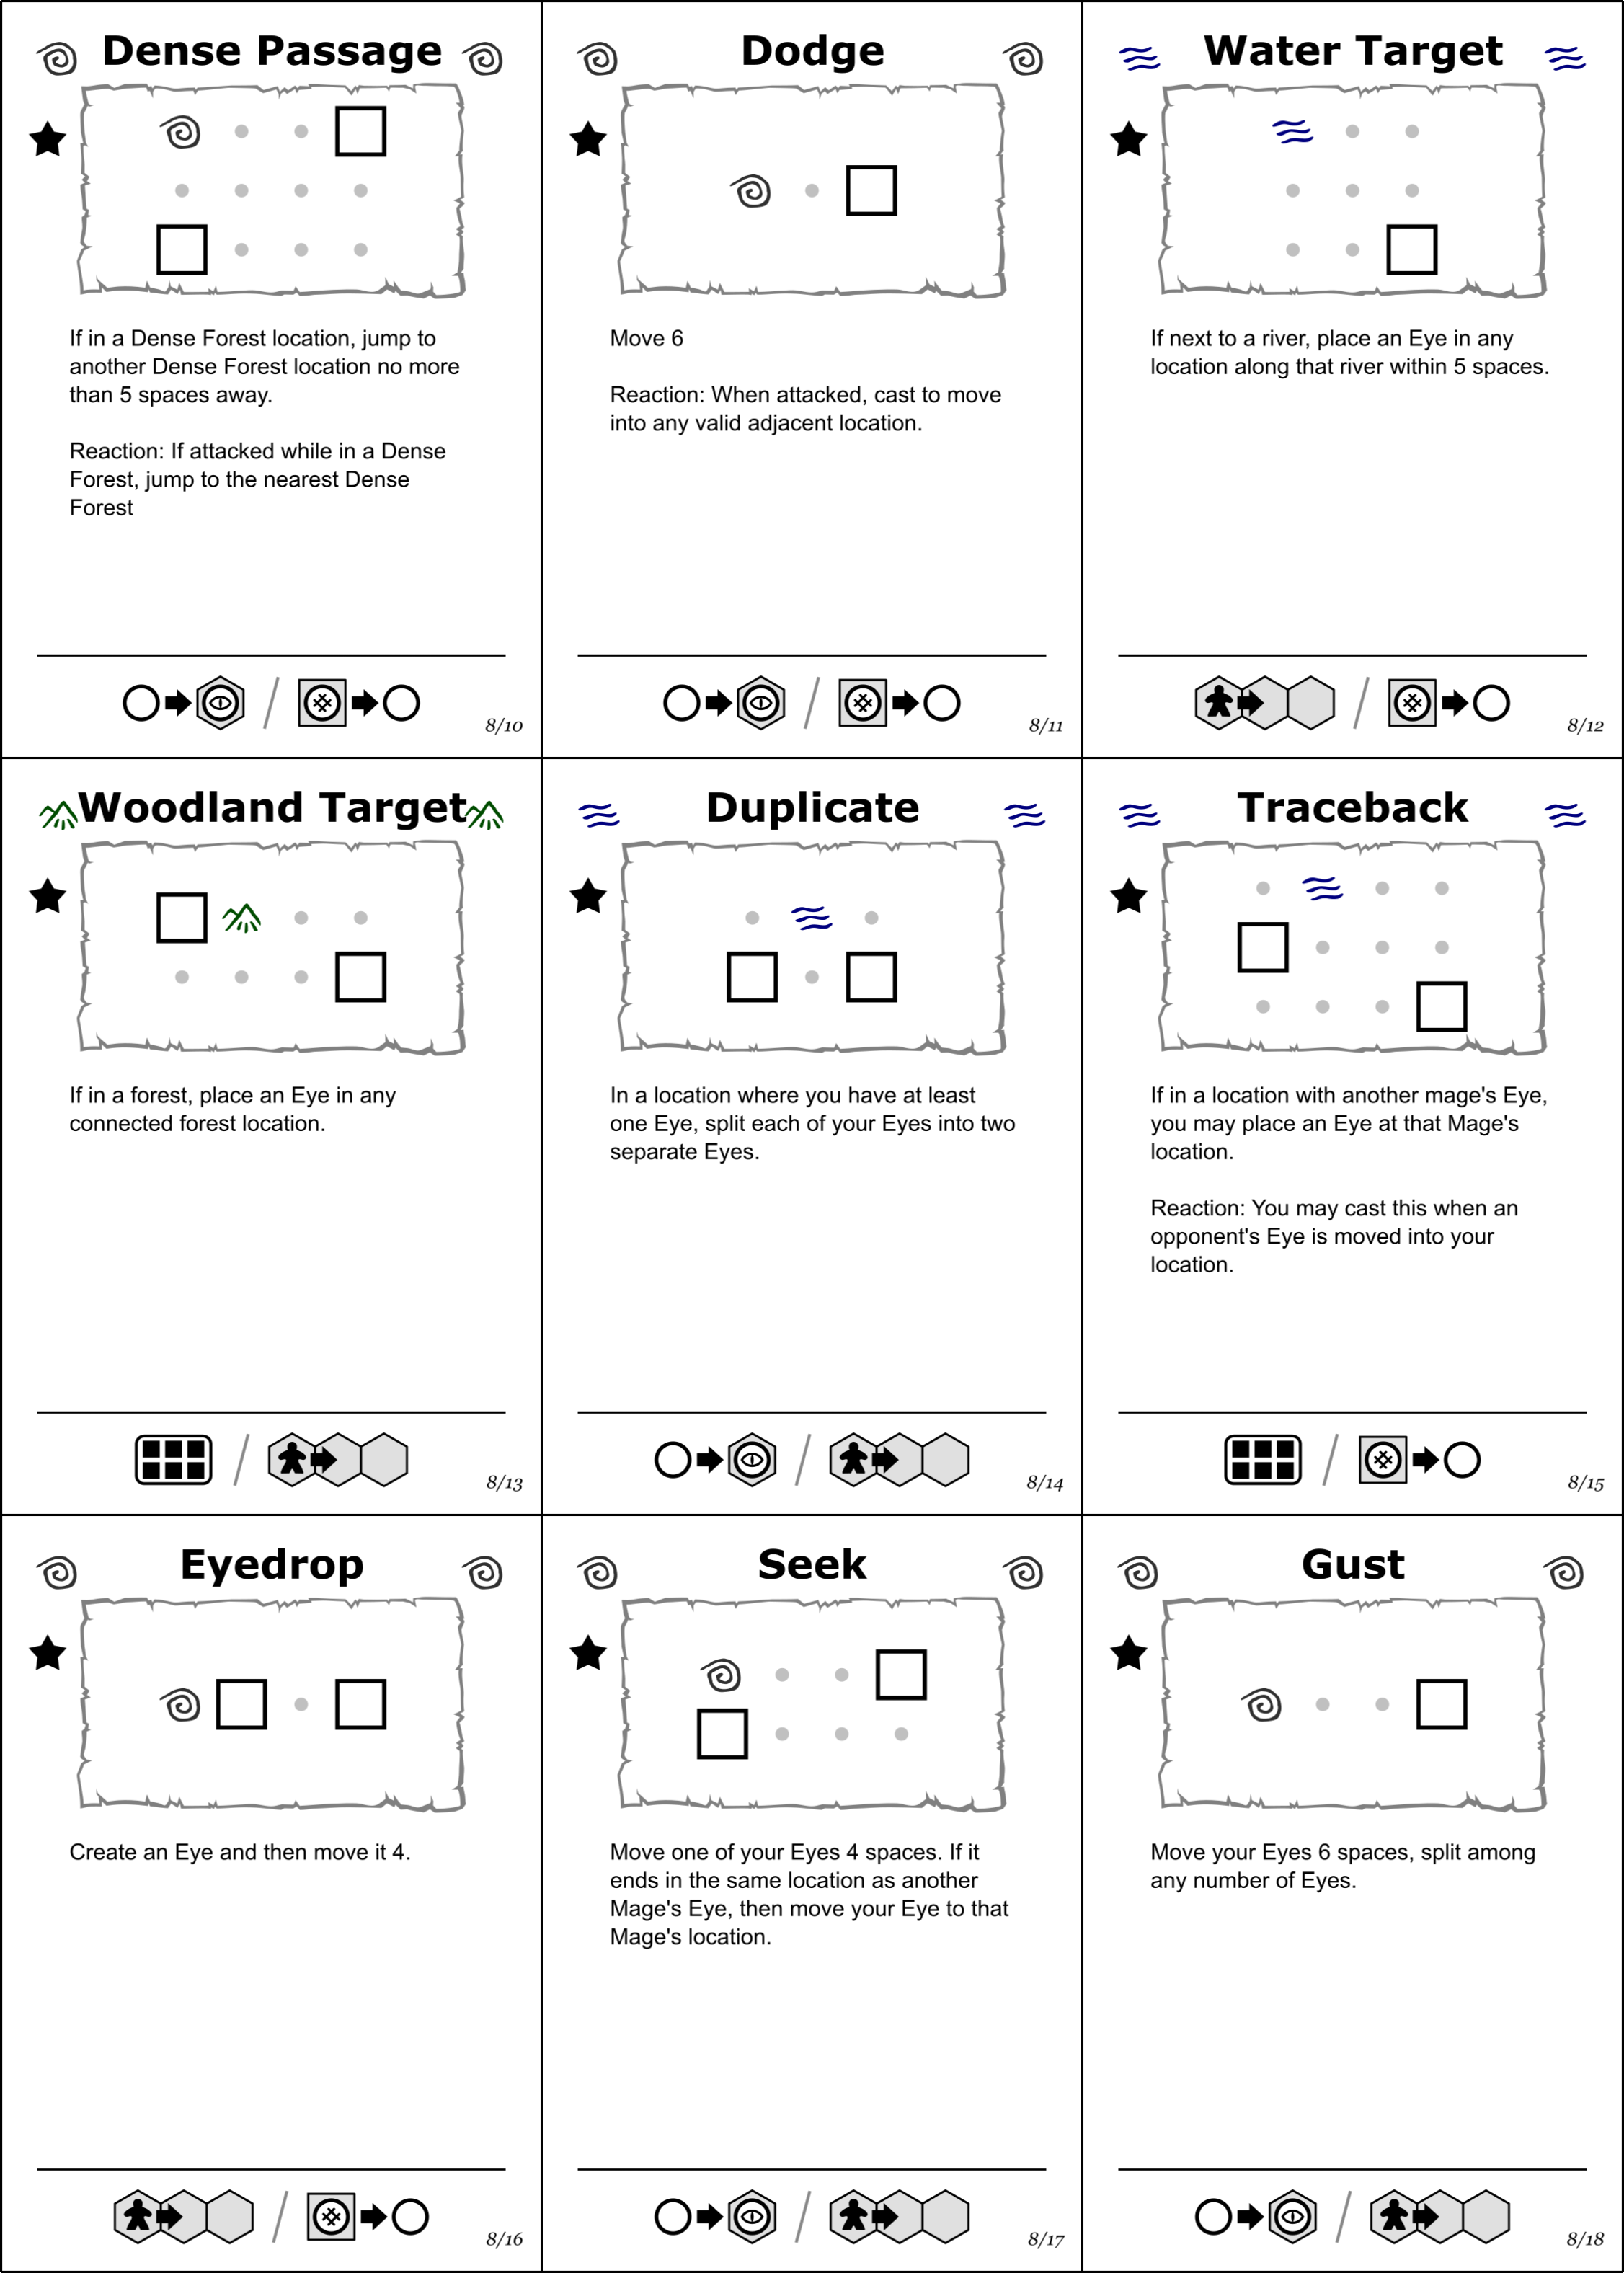 Dense Passage
If in a Dense Forest location, jump to
another Dense Forest location no more
than 5 spaces away.
Reaction: If attacked while in a Dense
Forest, jump to the nearest Dense
Forest
8/10
Dodge
Move 6
Reaction: When attacked, cast to move
into any valid adjacent location.
8/11
Water Target
If next to a river, place an Eye in any
location along that river within 5 spaces.
8/12
Woodland Target
If in a forest, place an Eye in any
connected forest location.
8/13
Duplicate
In a location where you have at least
one Eye, split each of your Eyes into two
separate Eyes.
8/14
Traceback
If in a location with another mage's Eye,
you may place an Eye at that Mage's
location.
Reaction: You may cast this when an
opponent's Eye is moved into your
location.
8/15
Eyedrop
Create an Eye and then move it 4.
8/16
Seek
Move one of your Eyes 4 spaces. If it
ends in the same location as another
Mage's Eye, then move your Eye to that
Mage's location.
8/17
Gust
Move your Eyes 6 spaces, split among
any number of Eyes.
8/18